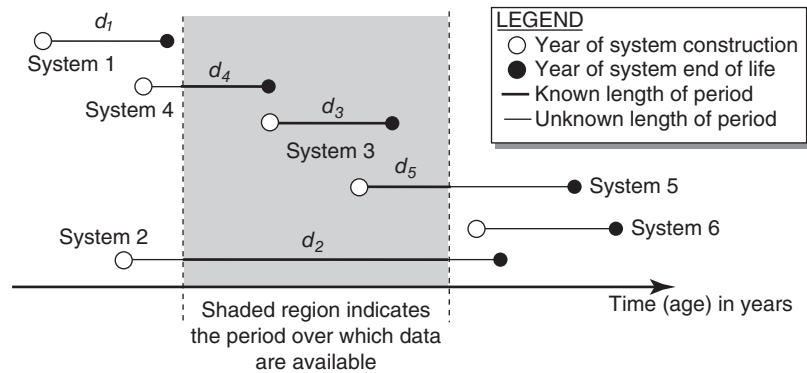 d1
System 1
d4
System 4
d3
System 3
d5
System 5
System 6
System 2
d2
Time (age) in years
Shaded region indicates
the period over which data
are available
LEGEND
Year of system construction
Year of system end of life
Known length of period
Unknown length of period